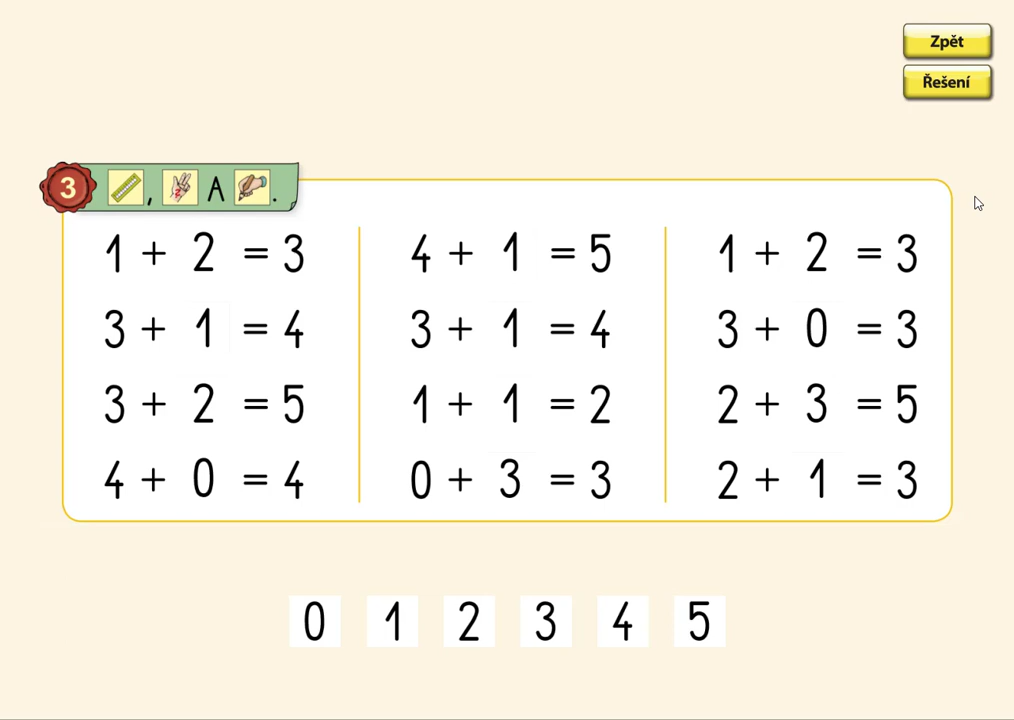 Zpět
Řešení
3 , A .
1 + 2 = 3
3 + 1 = 4
3 + 2 = 5
4 + 0 = 4
4 + 1 = 5
3 + 1 = 4
1 + 1 = 2
0 + 3 = 3
1 + 2 = 3
3 + 0 = 3
2 + 3 = 5
2 + 1 = 3
0 1 2 3 4 5